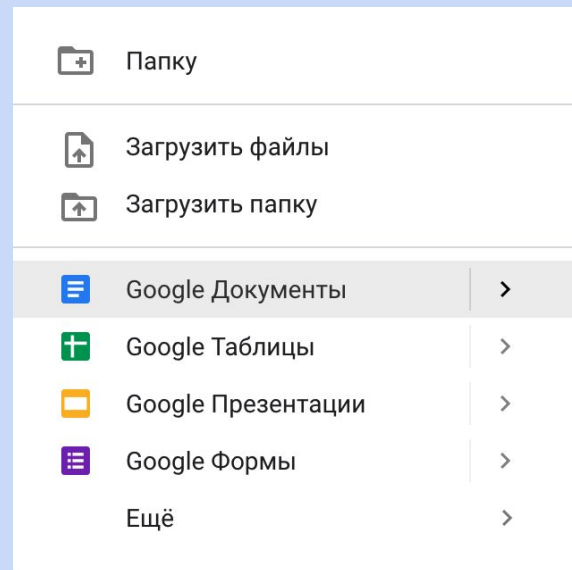 Папку
Загрузить файлы
Загрузить папку
Google Документы
Google Таблицы
Google Презентации
Google Формы
Ещё